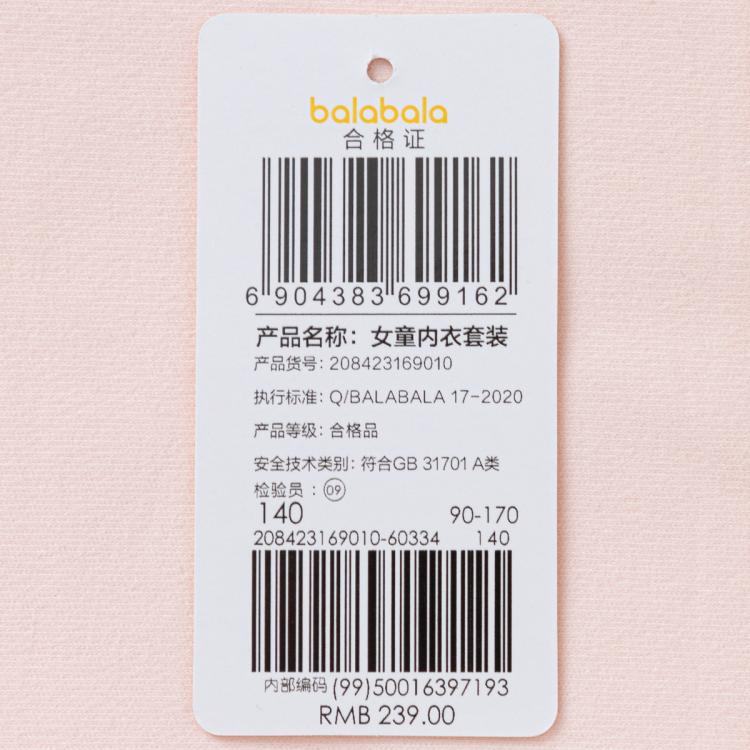 balabala
合格证
6 904383 699162
产品名称：女童内衣套装
产品货号：208423169010
执行标准：Q/BALABALA 17-2020
产品等级：合格品
安全技术类别：符合GB 31701 A类
检验员：09
140 90-170
208423169010-60334 140
内部编码 (99)50016397193
RMB 239.00